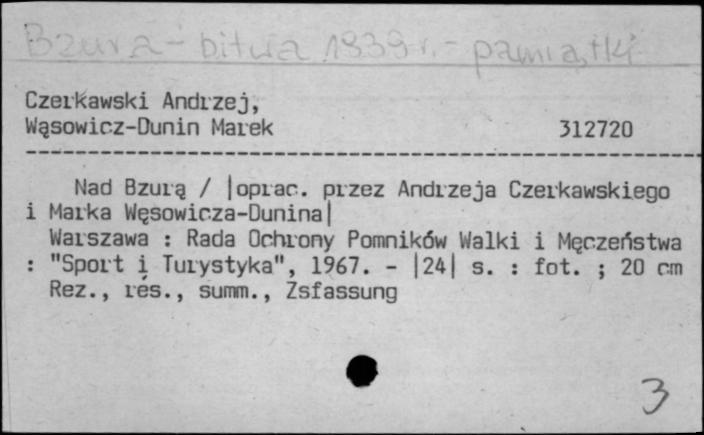 Bzura - bitwa 1939 r. - pamiątki
Czerkawski Andrzej,
Wąsowicz-Dunin Marek 312720
Nad Bzurą / |oprac. przez Andrzeja Czerkawskiego
i Marka Węsowicza-Dunina|
Warszawa : Rada Ochrony Pomników Walki i Męczeństwa
: "Sport i Turystyka", 1967. - |24| s. : fot. ; 20 cm
Rez., rés., summ., Zsfassung
3